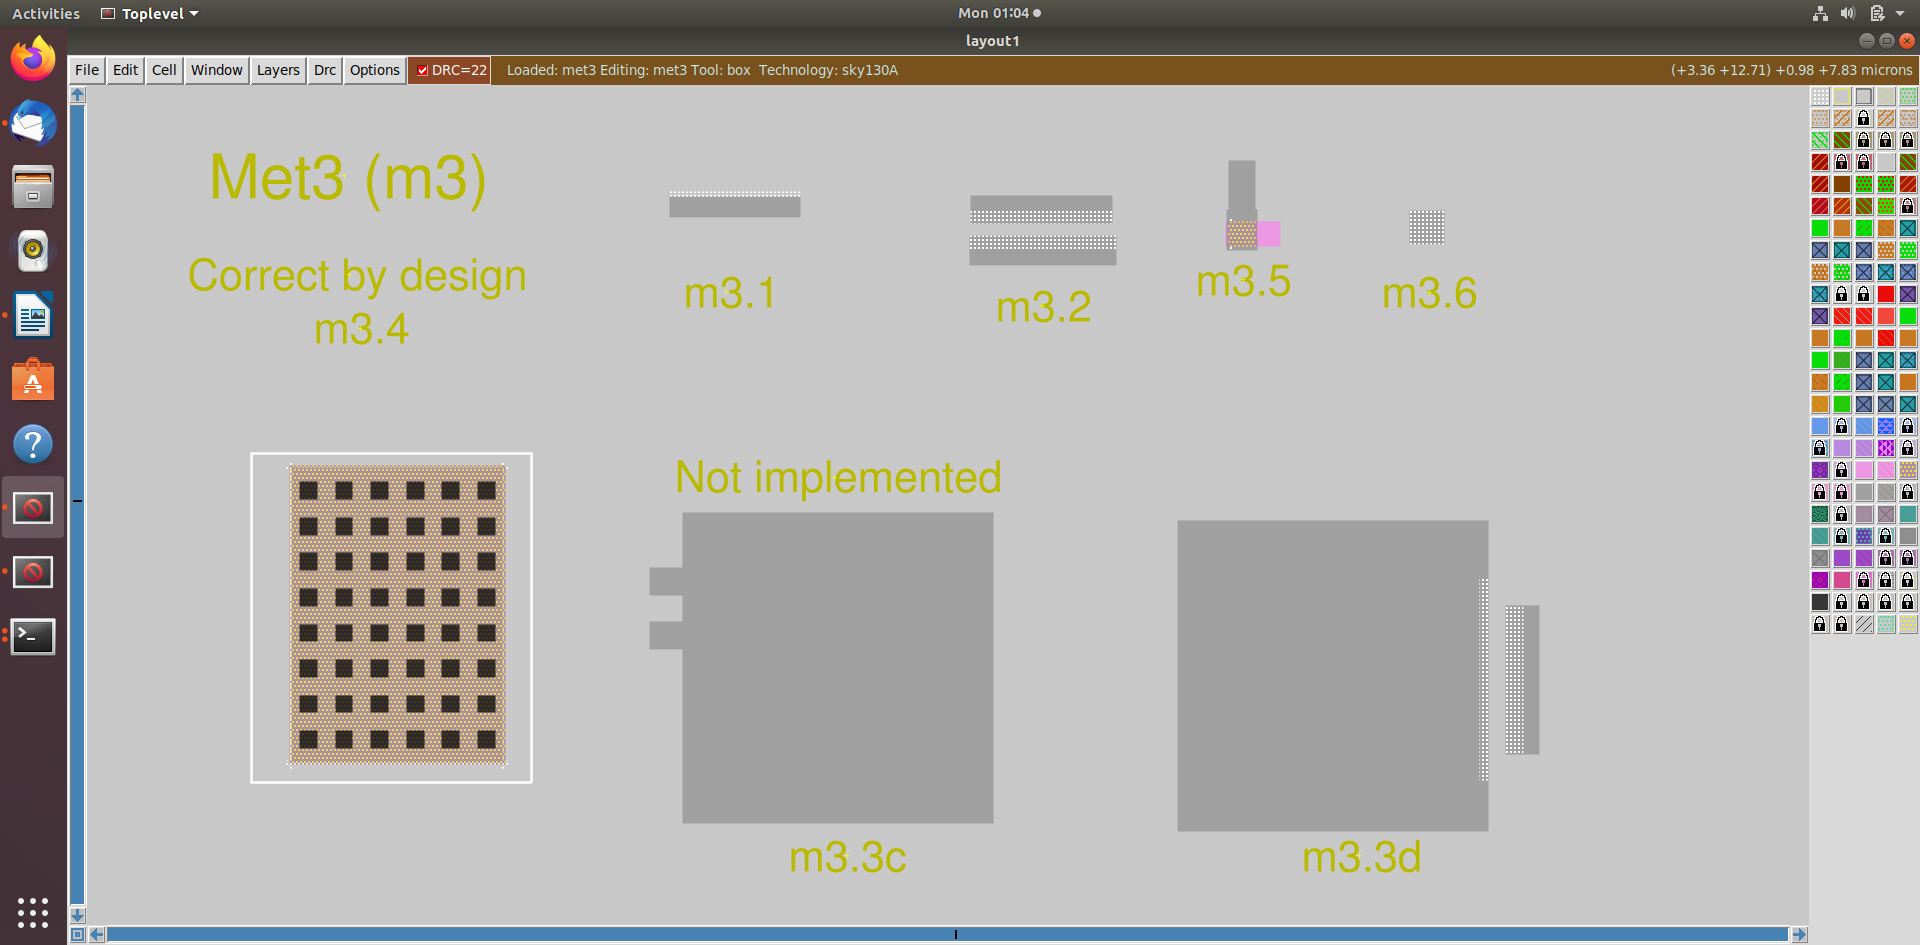 Activities
Toplevel
Mon 01:04
layout1
File Edit Cell Window Layers Drc Options DRC=22 Loaded: met3 Editing: met3 Tool: box Technology: sky130A (+3.36 +12.71) +0.98 +7.83 microns
Met3 (m3)
Correct by design
m3.4
m3.1
m3.2
m3.5
m3.6
Not implemented
m3.3c
m3.3d